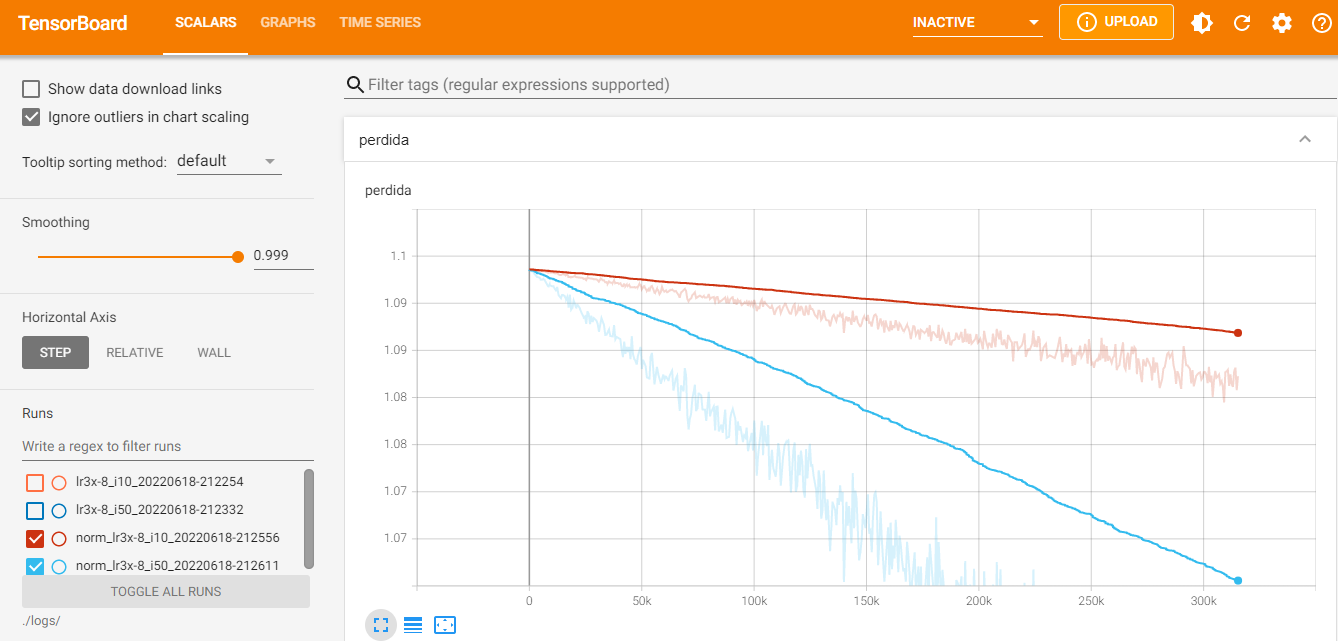 TensorBoard SCALARS GRAPHS TIME SERIES INACTIVE UPLOAD
Show data download links
Ignore outliers in chart scaling
Tooltip sorting method: default
Smoothing
0.999
Horizontal Axis
STEP RELATIVE WALL
Runs
Write a regex to filter runs
lr3x-8_i10_20220618-212254
lr3x-8_i50_20220618-212332
norm_lr3x-8_i10_20220618-212556
norm_lr3x-8_i50_20220618-212611
TOGGLE ALL RUNS
./logs/
Filter tags (regular expressions supported)
perdida
perdida
1.1
1.09
1.09
1.08
1.08
1.07
1.07
0 50k 100k 150k 200k 250k 300k